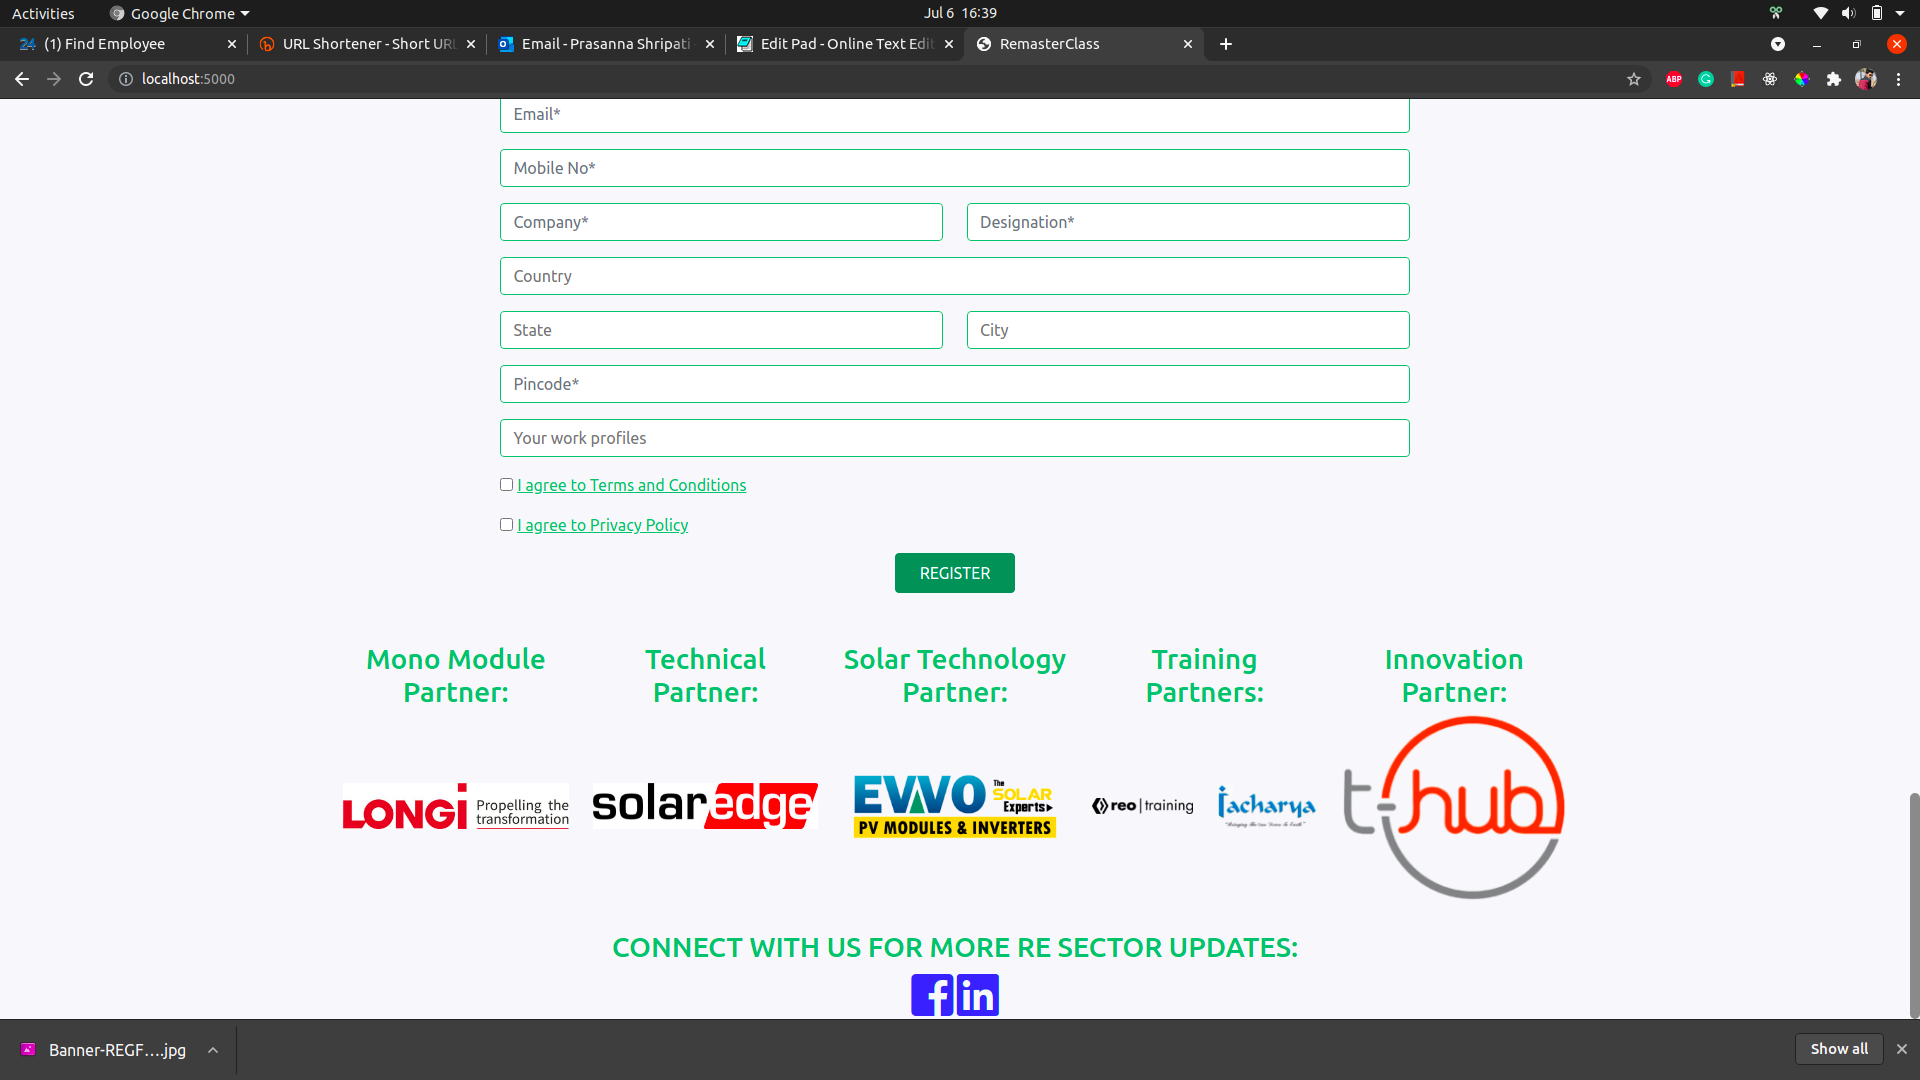 Activities
Google Chrome
Jul 6 16:39
24 (1) Find Employee
URL Shortener - Short URL
Email - Prasanna Shripati
Edit Pad - Online Text Edit
RemasterClass
localhost:5000
ABP
Email*
Mobile No*
Company*
Designation*
Country
State
City
Pincode*
Your work profiles
I agree to Terms and Conditions
I agree to Privacy Policy
REGISTER
Mono Module
Partner:
Technical
Partner:
Solar Technology
Partner:
Training
Partners:
Innovation
Partner:
LONGi Propelling the
transformation
solaredge
EVVO The
SOLAR
Experts
PV MODULES & INVERTERS
reo training
iacharya
t-hub
CONNECT WITH US FOR MORE RE SECTOR UPDATES:
f in
Banner-REGF....jpg
Show all